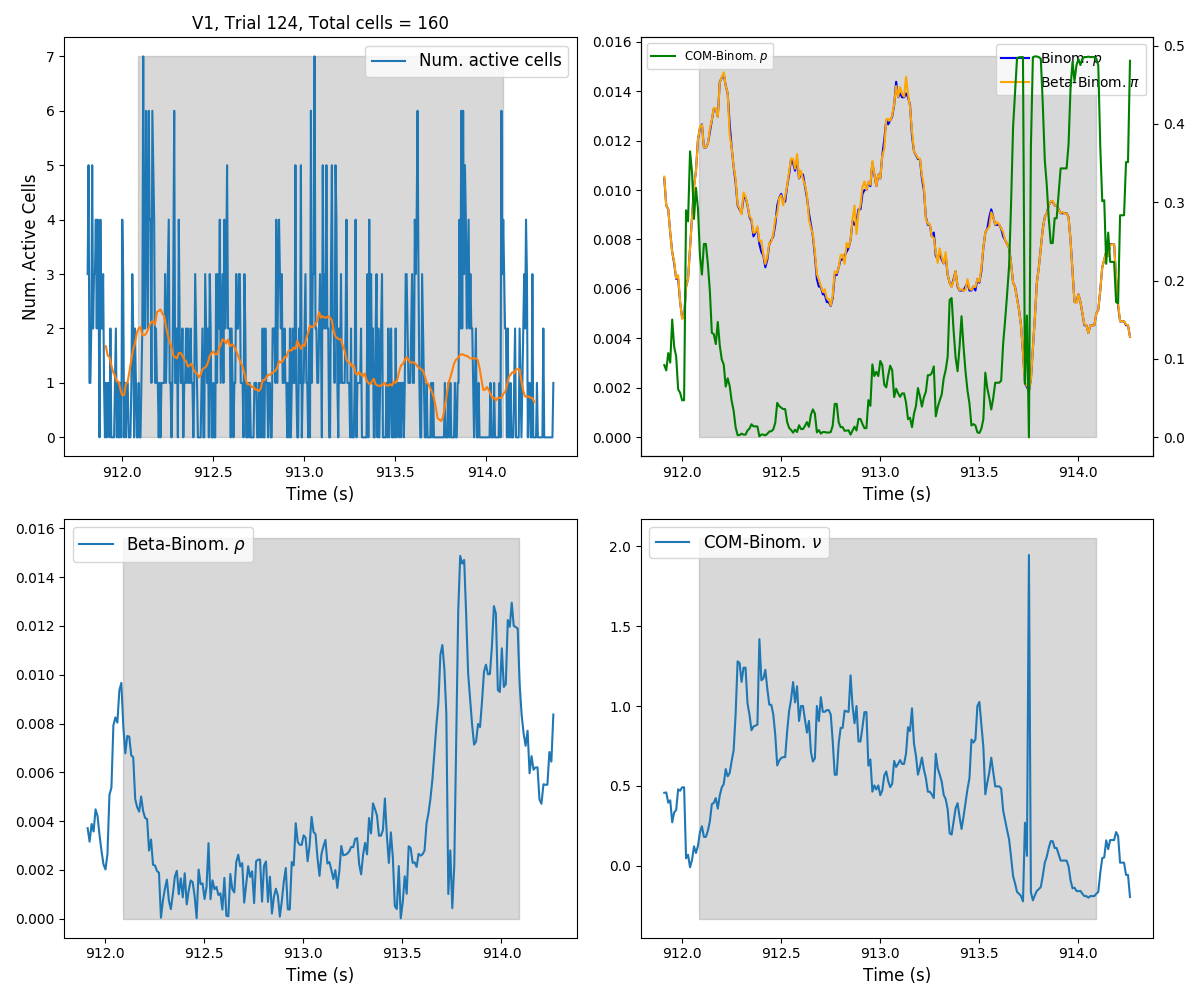 V1, Trial 124, Total cells = 160
Num. active cells
Num. Active Cells
7
6
5
4
3
2
1
0
912.0 912.5 913.0 913.5 914.0
Time (s)
COM-Binom. p
Binom. p
Beta-Binom. π
0.016
0.014
0.012
0.010
0.008
0.006
0.004
0.002
0.000
0.5
0.4
0.3
0.2
0.1
0.0
912.0 912.5 913.0 913.5 914.0
Time (s)
Beta-Binom. ρ
0.016
0.014
0.012
0.010
0.008
0.006
0.004
0.002
0.000
912.0 912.5 913.0 913.5 914.0
Time (s)
COM-Binom. ν
2.0
1.5
1.0
0.5
0.0
912.0 912.5 913.0 913.5 914.0
Time (s)